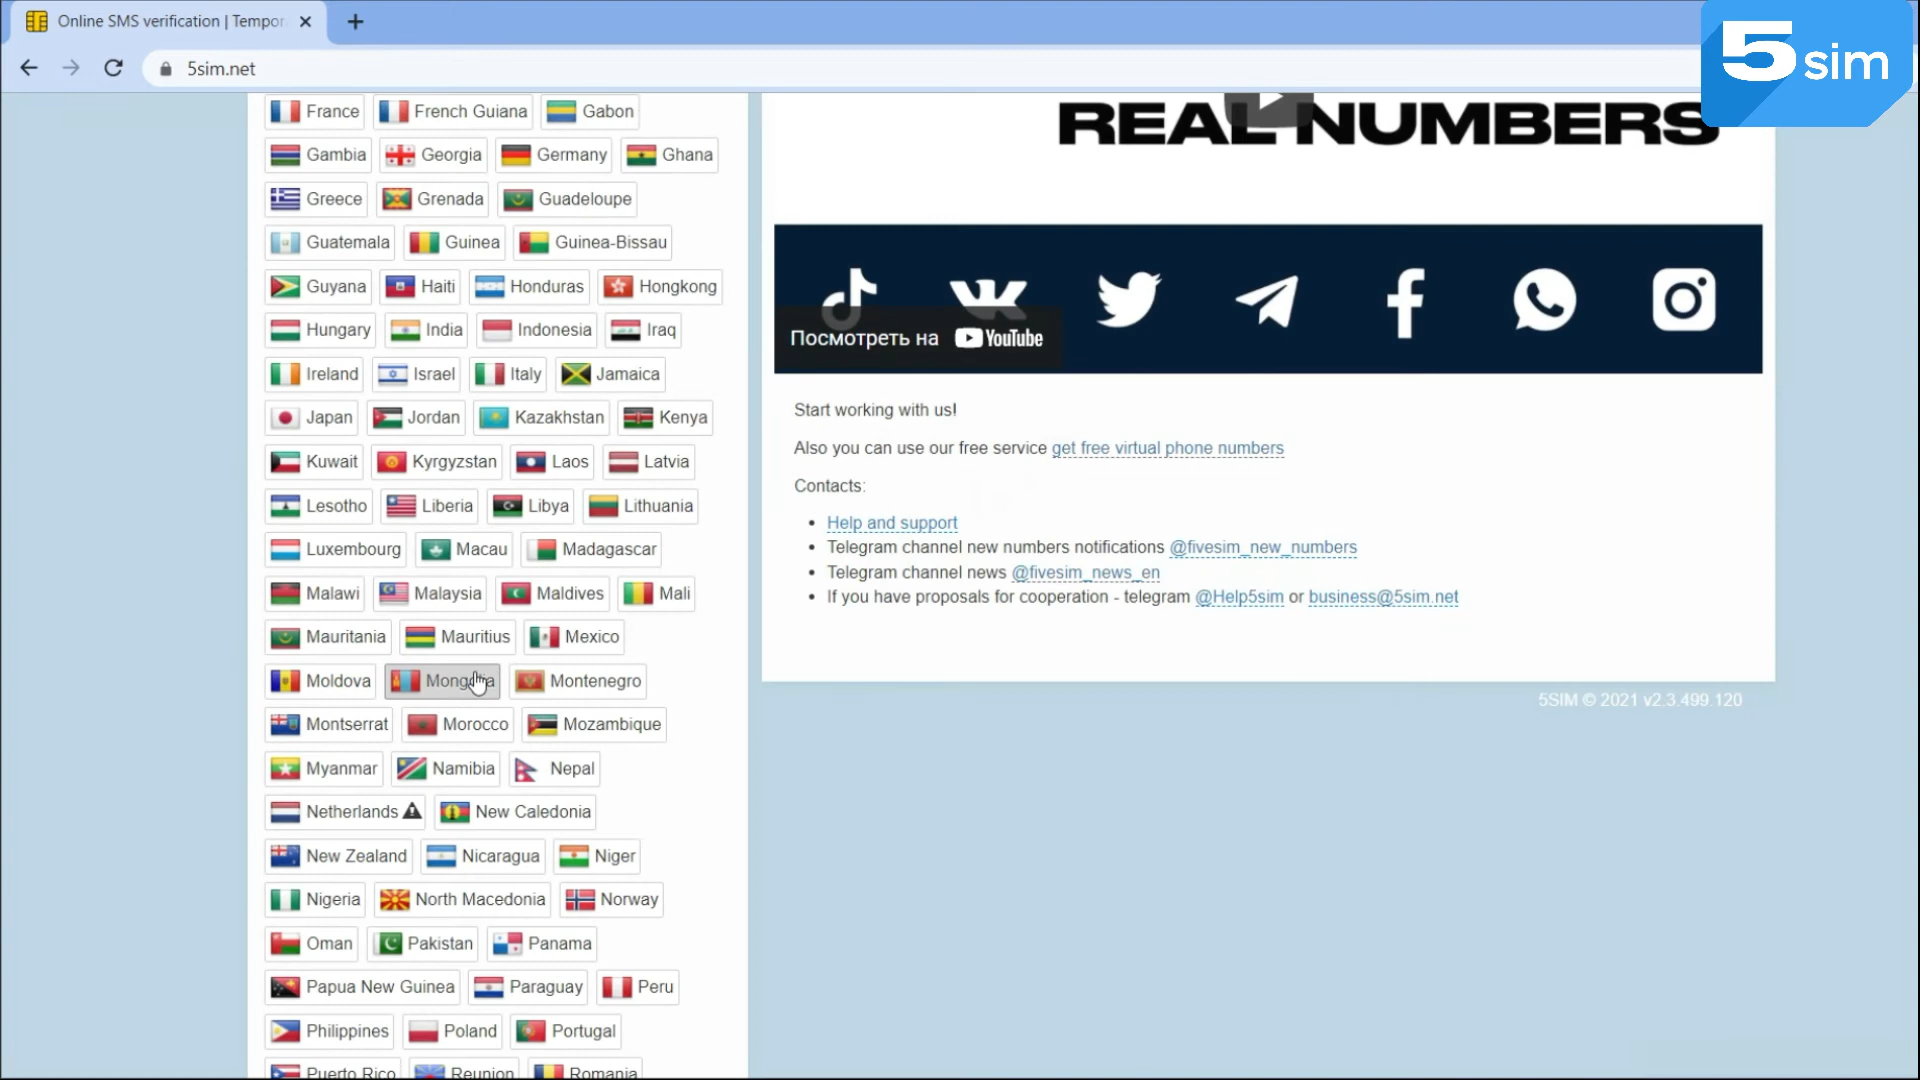 Online SMS verification | Tempor
5sim.net
5sim
France French Guiana Gabon
Gambia Georgia Germany Ghana
Greece Grenada Guadeloupe
Guatemala Guinea Guinea-Bissau
Guyana Haiti Honduras Hongkong
Hungary India Indonesia Iraq
Ireland Israel Italy Jamaica
Japan Jordan Kazakhstan Kenya
Kuwait Kyrgyzstan Laos Latvia
Lesotho Liberia Libya Lithuania
Luxembourg Macau Madagascar
Malawi Malaysia Maldives Mali
Mauritania Mauritius Mexico
Moldova Mongolia Montenegro
Montserrat Morocco Mozambique
Myanmar Namibia Nepal
Netherlands New Caledonia
New Zealand Nicaragua Niger
Nigeria North Macedonia Norway
Oman Pakistan Panama
Papua New Guinea Paraguay Peru
Philippines Poland Portugal
Puerto Rico Reunion Romania
REAL NUMBERS
Посмотреть на YouTube
Start working with us!
Also you can use our free service get free virtual phone numbers
Contacts:
Help and support
Telegram channel new numbers notifications @fivesim_new_numbers
Telegram channel news @fivesim_news_en
If you have proposals for cooperation - telegram @Help5sim or business@5sim.net
5SIM © 2021 v2.3.499.120